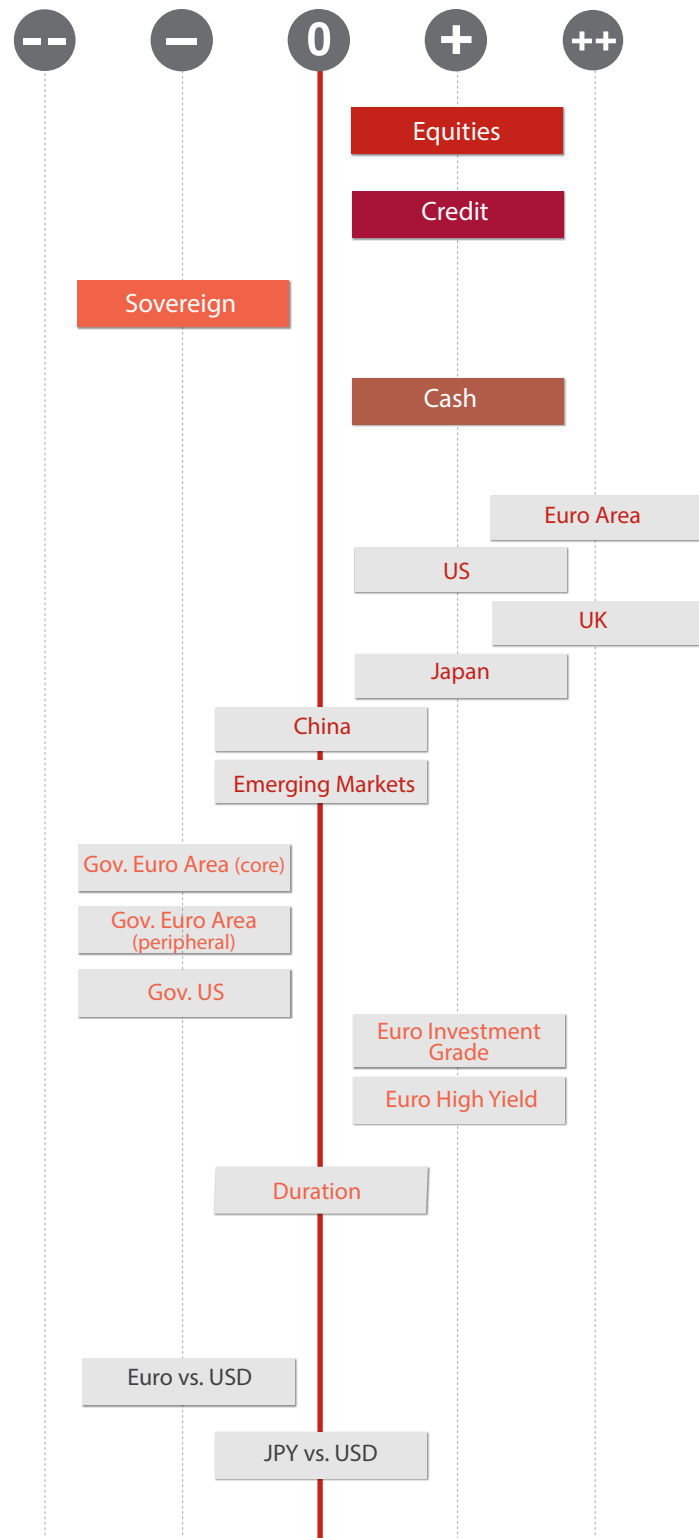 -- – 0 + ++
Equities
Credit
Sovereign
Cash
Euro Area
US
UK
Japan
China
Emerging Markets
Gov. Euro Area (core)
Gov. Euro Area
(peripheral)
Gov. US
Euro Investment
Grade
Euro High Yield
Duration
Euro vs. USD
JPY vs. USD